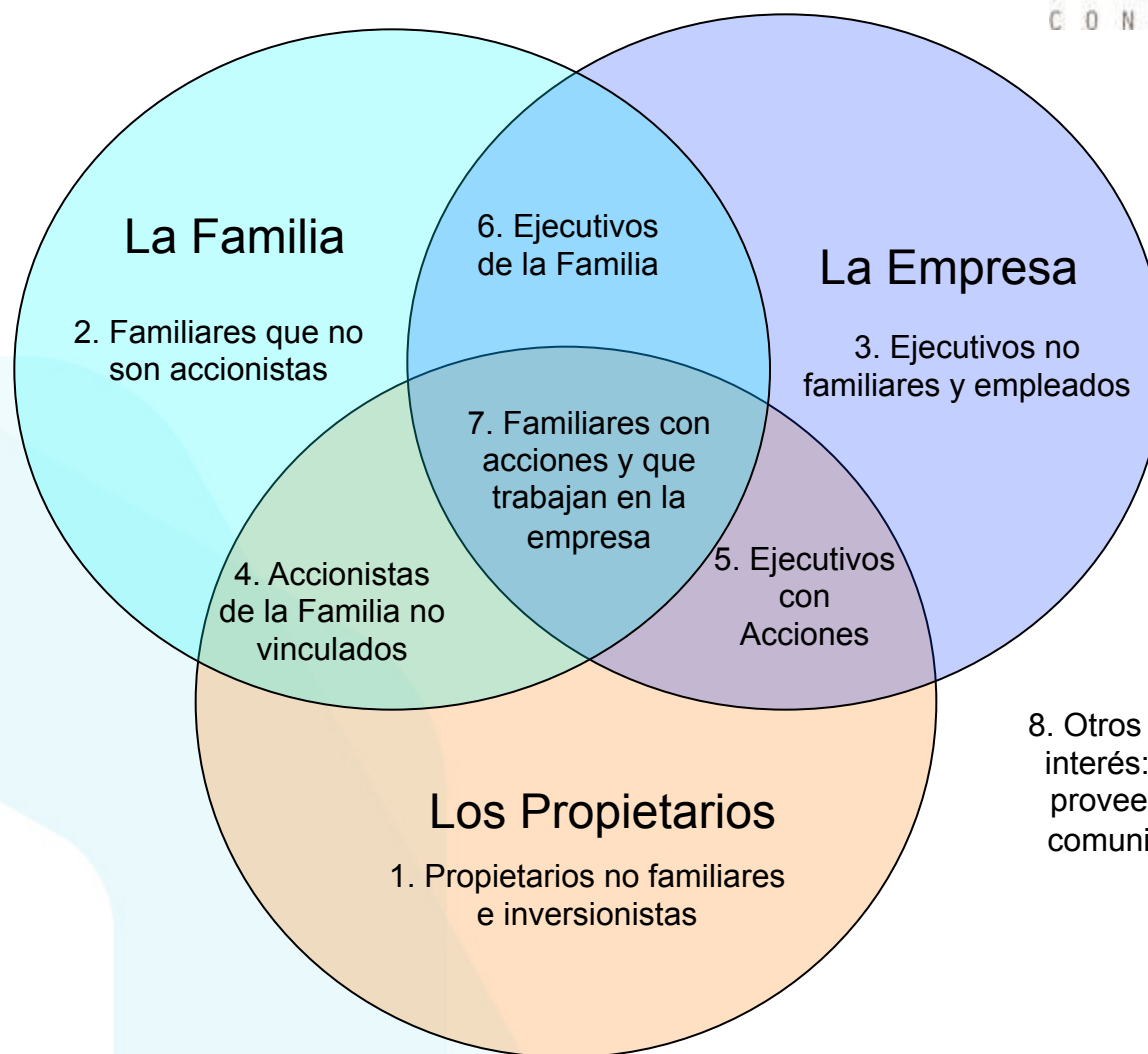 C O N
La Familia
6. Ejecutivos
de la Familia
La Empresa
2. Familiares que no
son accionistas
3. Ejecutivos no
familiares y empleados
7. Familiares con
acciones y que
trabajan en la
empresa
4. Accionistas
de la Familia no
vinculados
5. Ejecutivos
con
Acciones
8. Otros
interés:
provee
comuni
Los Propietarios
1. Propietarios no familiares
e inversionistas